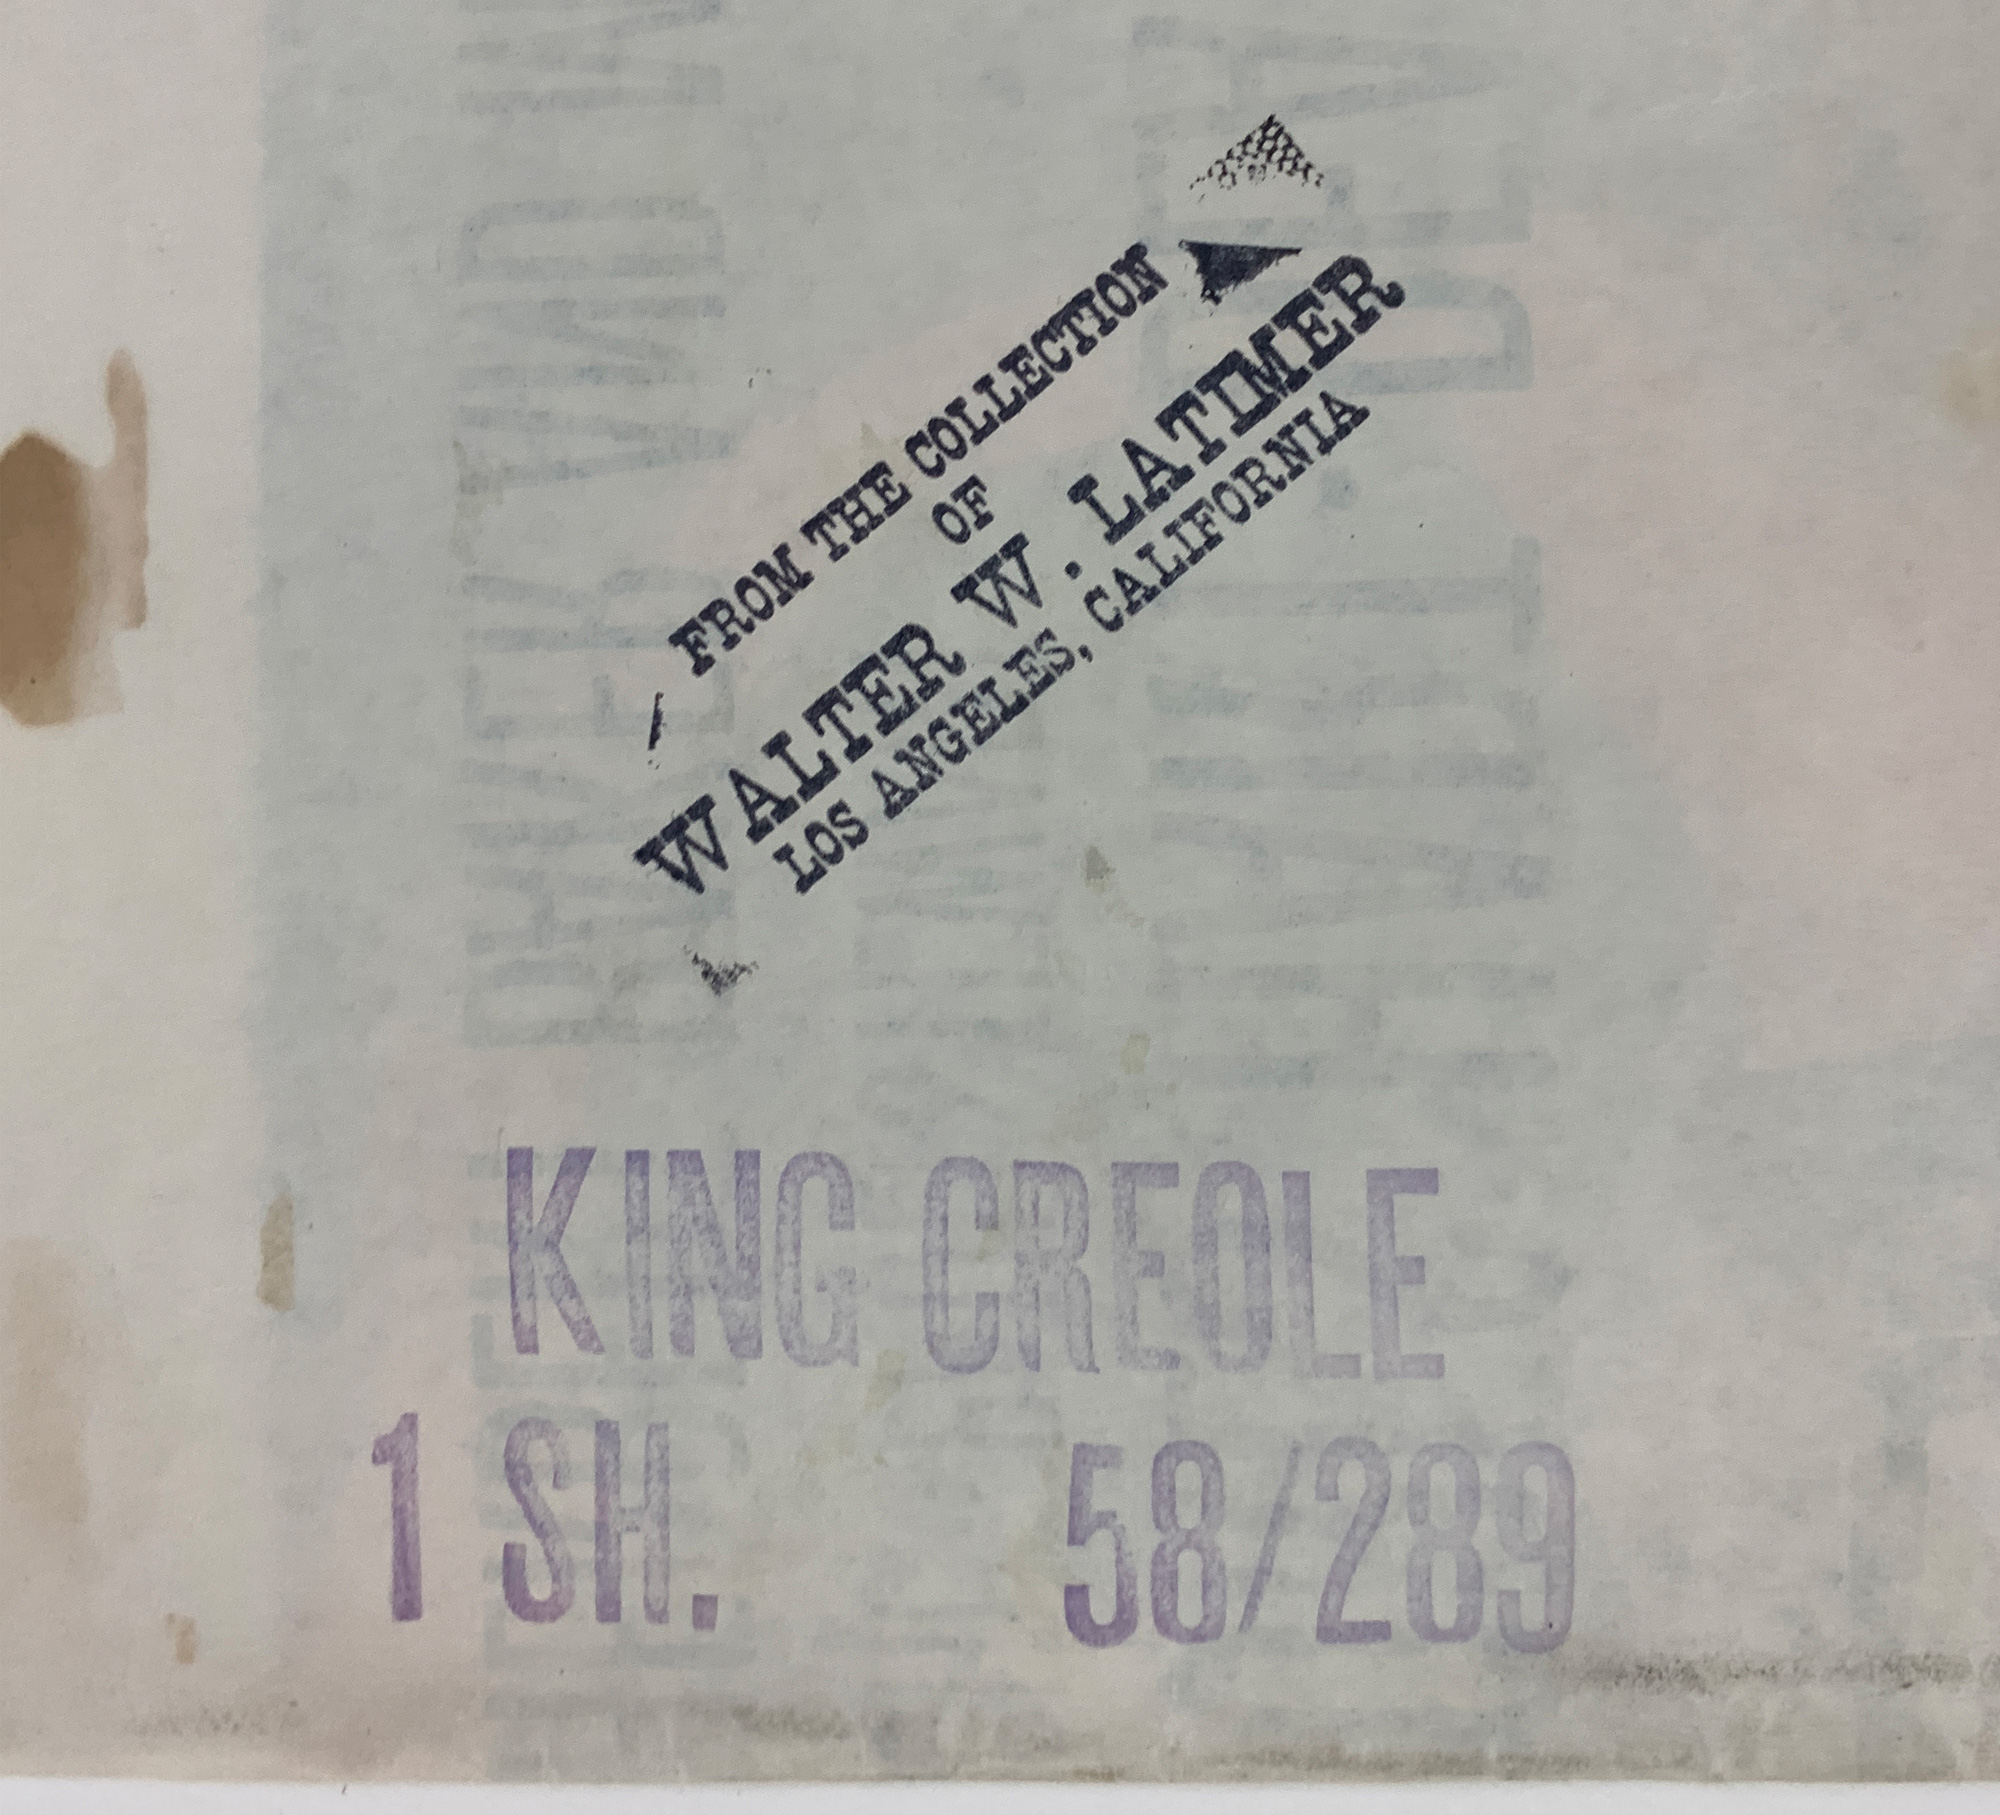 FROM THE COLLECTION
OF
WALTER W. LATIMER
LOS ANGELES, CALIFORNIA
KING CREOLE
1 SH. 58/289